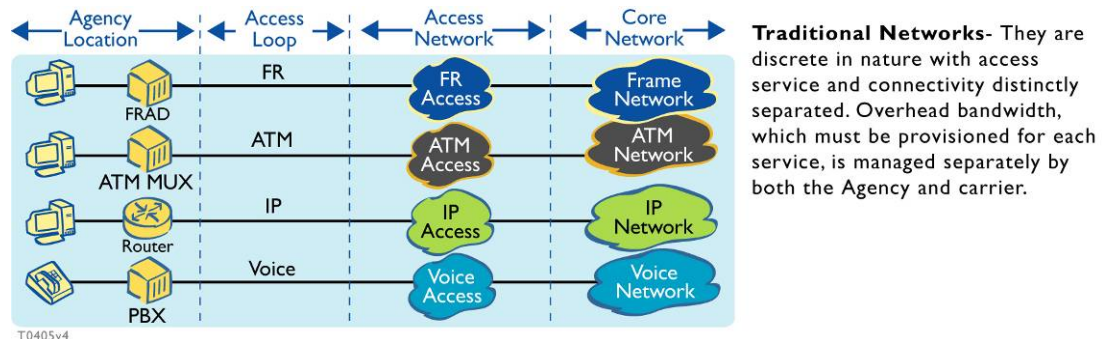 Agency Location
Access Loop
Access Network
Core Network
FR
FRAD
FR Access
Frame Network
ATM
ATM MUX
ATM Access
ATM Network
IP
Router
IP Access
IP Network
Voice
PBX
Voice Access
Voice Network
T0405v4
Traditional Networks- They are
discrete in nature with access
service and connectivity distinctly
separated. Overhead bandwidth,
which must be provisioned for each
service, is managed separately by
both the Agency and carrier.